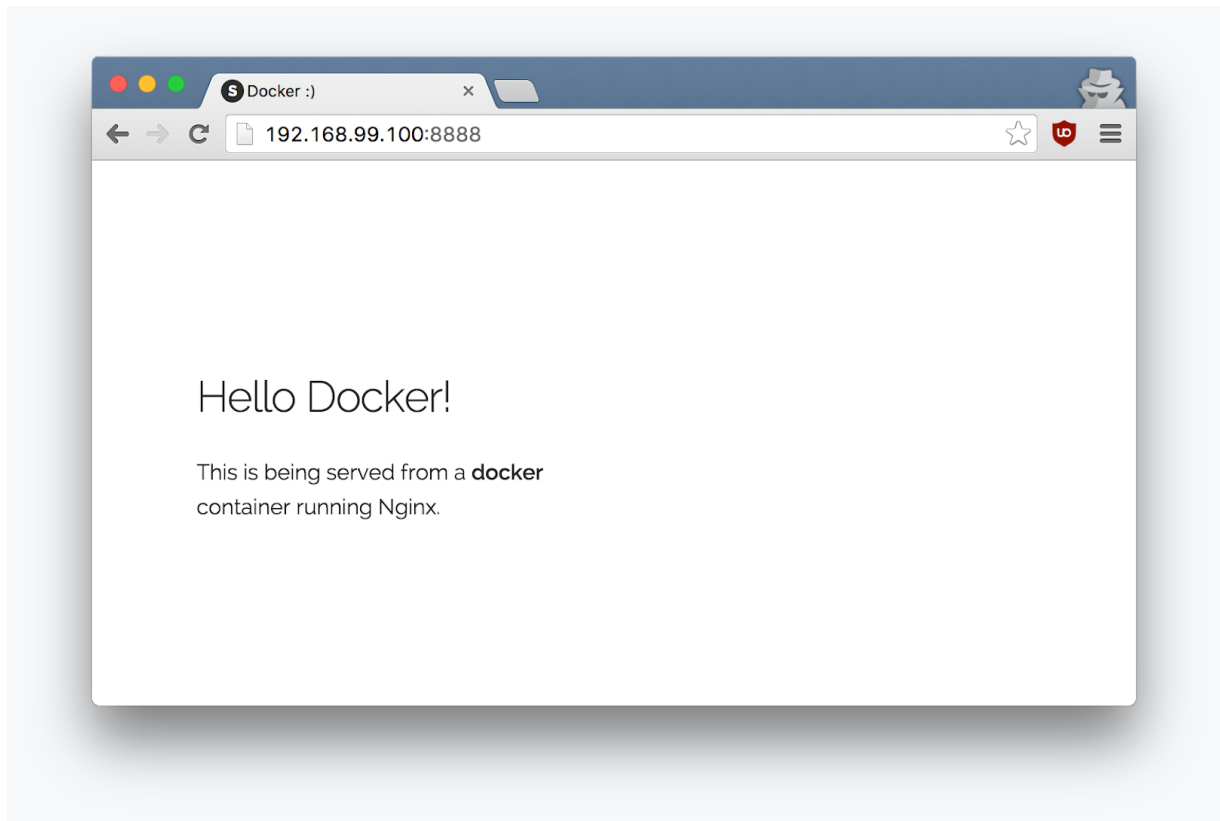 S Docker :)
192.168.99.100:8888
Hello Docker!
This is being served from a docker
container running Nginx.